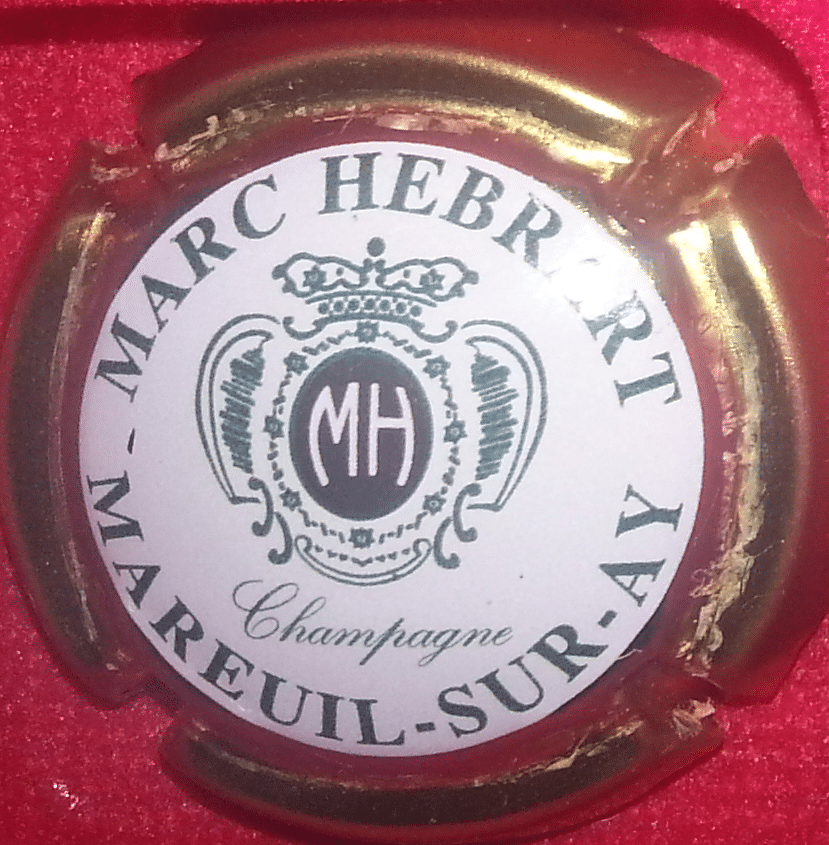 MARC HEBRART
MH
Champagne
- MAREUIL-SUR-AY